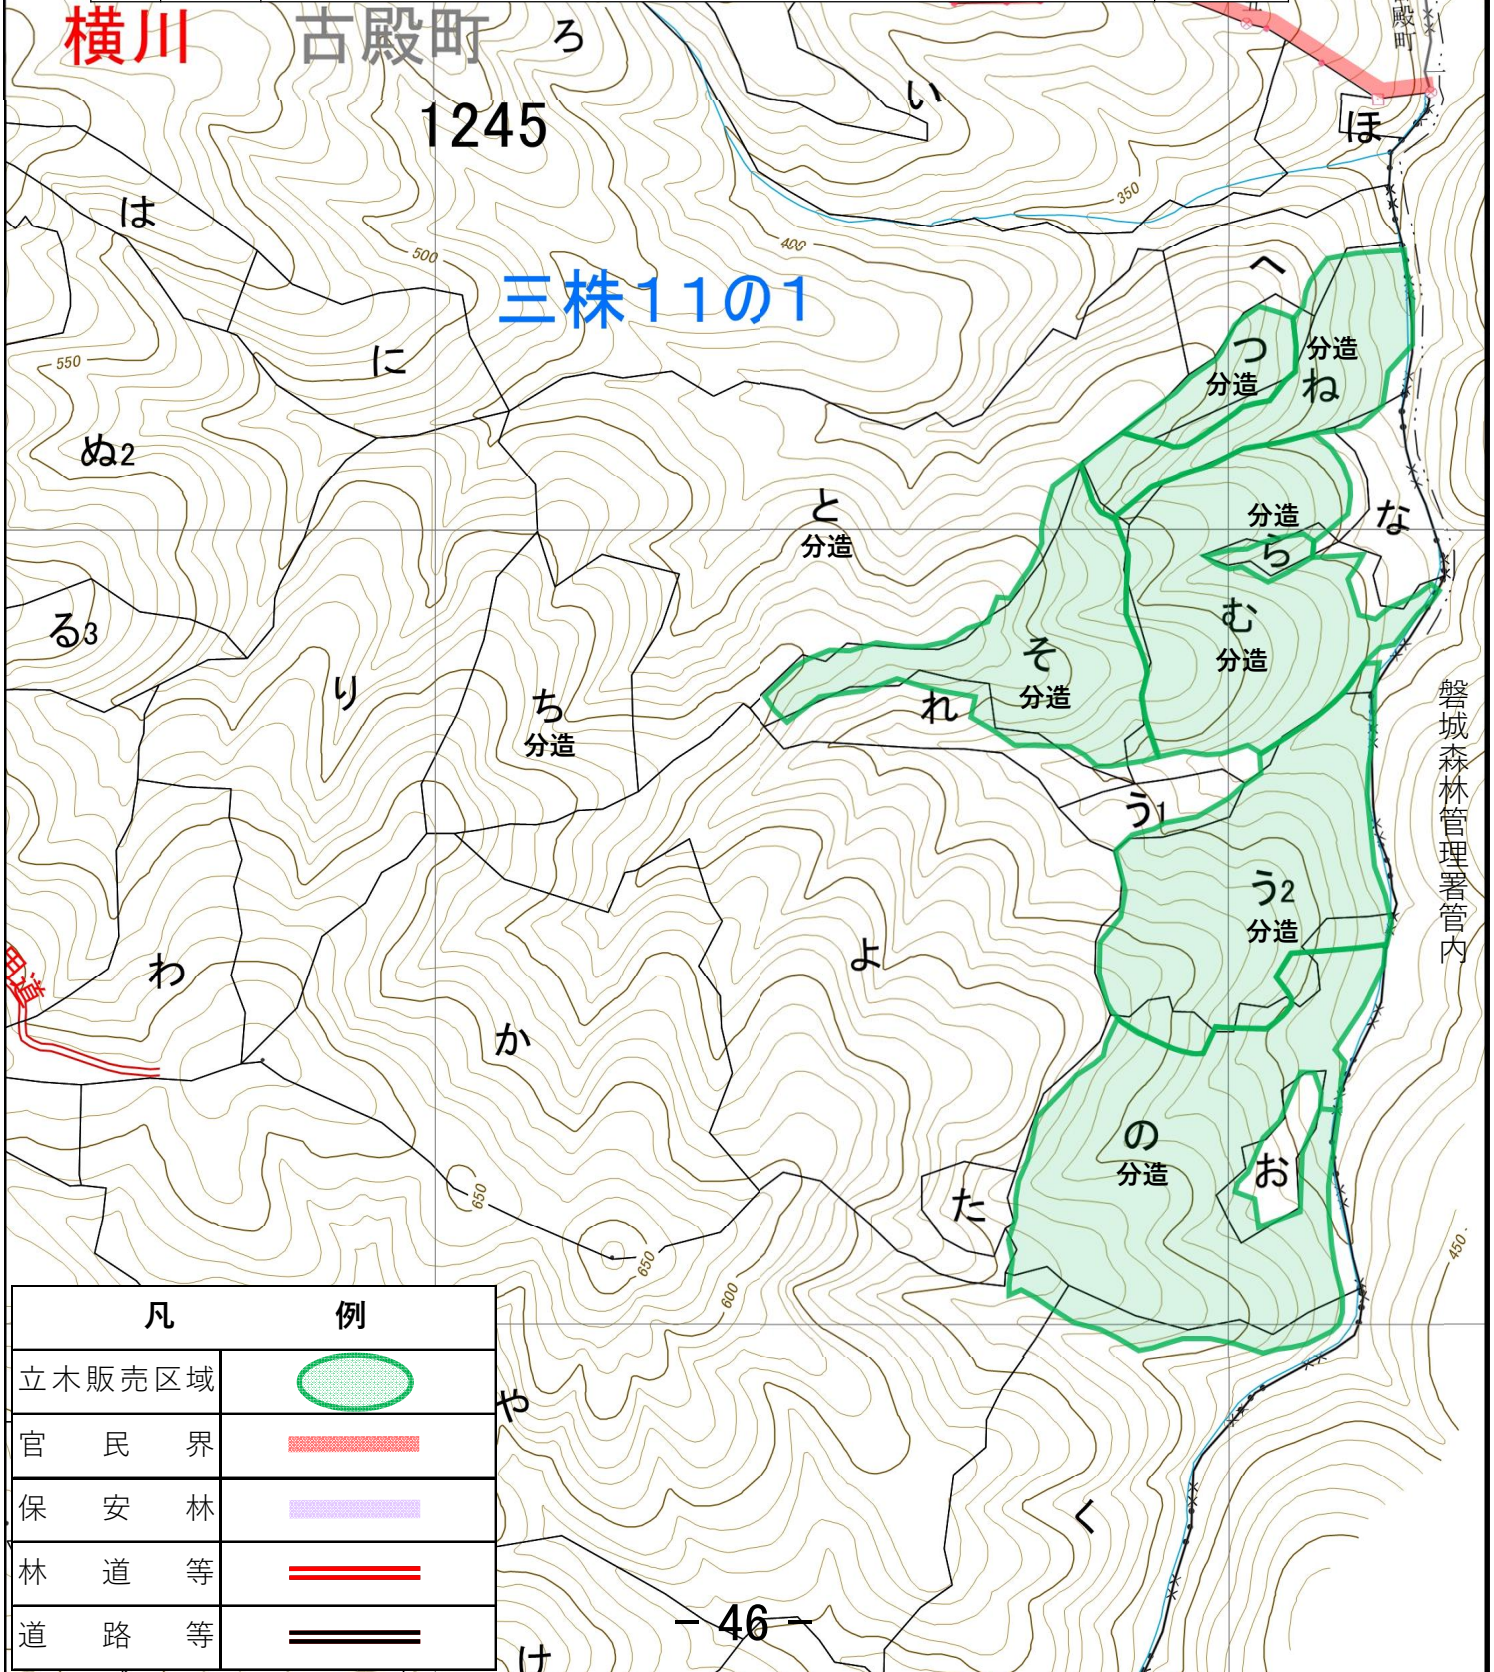 横川 古殿町 ろ
い
殿町
1245
ほ
は
350
へ
500
400
三株11の1
つ
分造
分造
ね
550
に
ぬ2
と
分造
分造
な
ら
る3
む
分造
そ
分造
り
ち
分造
れ
磐城森林管理署管内
う1
う2
分造
よ
わ
か
の
分造
お
た
650
650
600
450
凡 例
立木販売区域
官民界
保安林
林道等
道路等
や
く
け
- 46 -